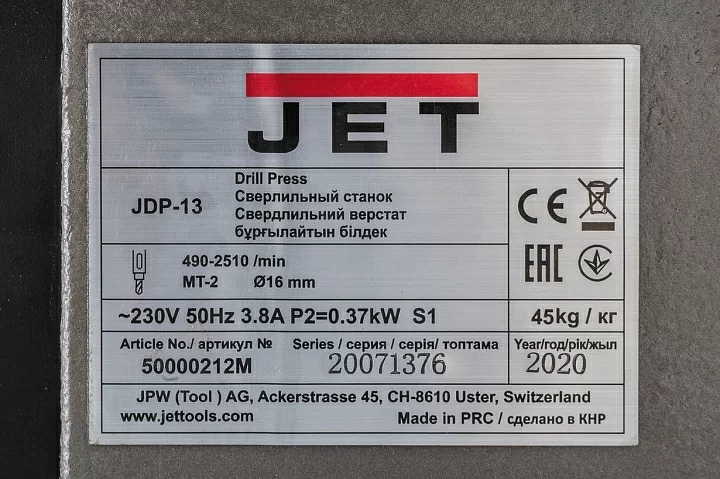 JET
JDP-13
Drill Press
Сверлильный станок
Свердлильний верстат
бұрғылайтын білдек
CE
EAC
490-2510 /min
MT-2 Ø16 mm
~230V 50Hz 3.8A P2=0.37kW S1
45kg / кг
Article No./ артикул №
50000212M
Series / серия / серія/ топтама
20071376
Year/год/рік/жыл
2020
JPW (Tool ) AG, Ackerstrasse 45, CH-8610 Uster, Switzerland
www.jettools.com
Made in PRC / сделано в КНР